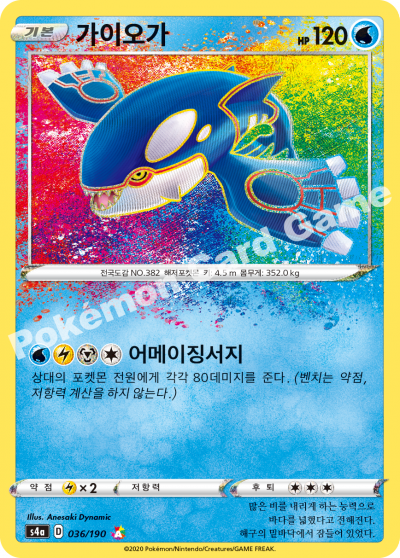 기본 가이오가 HP 120
전국도감 NO.382 해저포켓몬 키: 4.5 m 몸무게: 352.0 kg
Pokémon Card Game
어메이징서지
상대의 포켓몬 전원에게 각각 80데미지를 준다. (벤치는 약점,
저항력 계산을 하지 않는다.)
약점 ×2 저항력 후퇴
Illus. Anesaki Dynamic
s4a D 036/190
많은 비를 내리게 하는 능력으로
바다를 넓혔다고 전해진다.
해구의 밑바닥에서 잠들어 있었다.
©2020 Pokémon/Nintendo/Creatures/GAME FREAK.